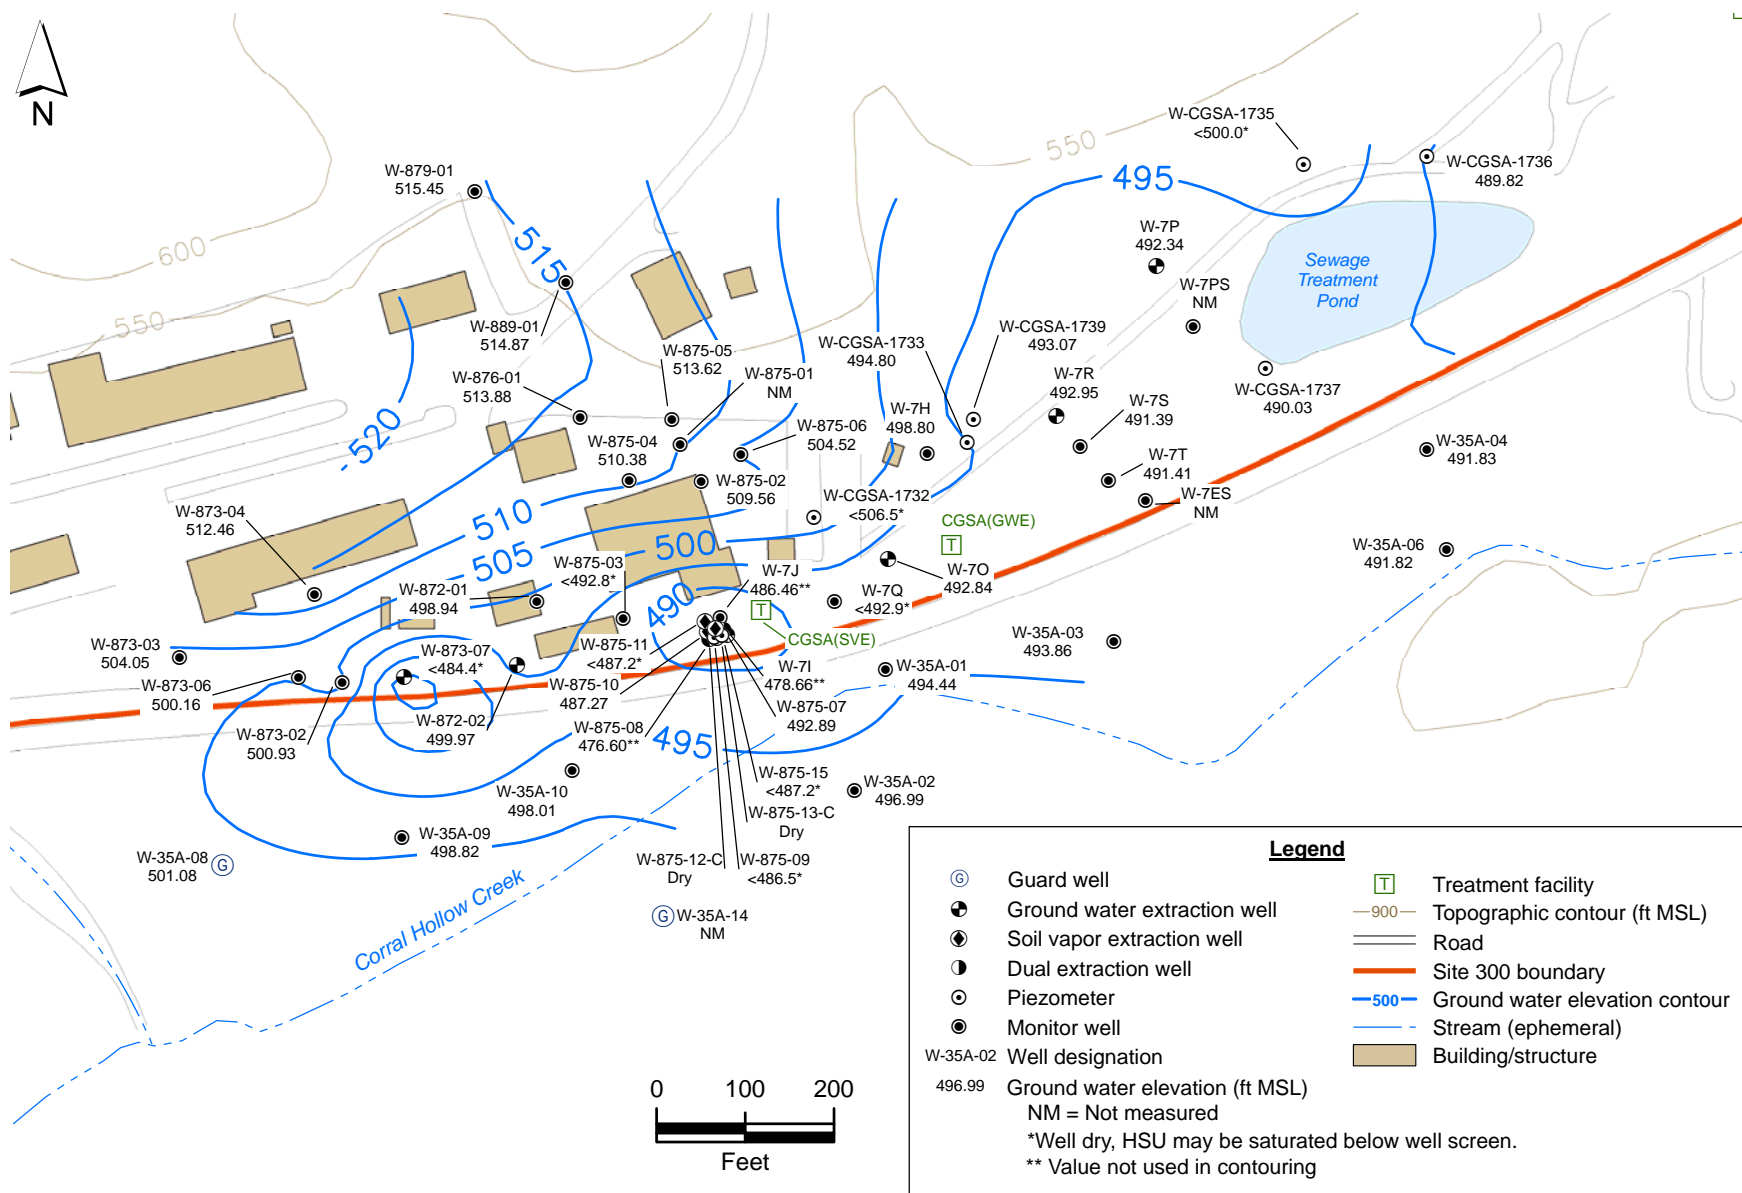 N
W-CGSA-1735
<500.0*
550
W-CGSA-1736
489.82
W-879-01
515.45
495
600
515
W-7P
492.34
Sewage
Treatment
Pond
W-7PS
NM
550
W-889-01
514.87
W-CGSA-1739
493.07
W-CGSA-1733
494.80
W-875-05
513.62
W-875-01
NM
W-7R
492.95
W-876-01
513.88
W-CGSA-1737
490.03
W-7S
491.39
W-7H
498.80
520
W-875-06
504.52
W-875-04
510.38
W-35A-04
491.83
W-7T
491.41
W-875-02
509.56
W-CGSA-1732
<506.5*
W-7ES
NM
W-873-04
512.46
510
CGSA(GWE)
T
500
505
W-35A-06
491.82
W-875-03
<492.8*
W-7J
486.46**
W-7O
492.84
W-872-01
498.94
490
T
W-7Q
<492.9*
CGSA(SVE)
W-873-03
504.05
W-873-07
<484.4*
W-875-11
<487.2*
W-35A-03
493.86
W-7I
478.66**
W-35A-01
494.44
W-873-06
500.16
W-875-10
487.27
W-875-07
492.89
W-872-02
499.97
W-875-08
476.60**
495
W-873-02
500.93
W-875-15
<487.2*
W-35A-02
496.99
W-35A-10
498.01
W-875-13-C
Dry
W-35A-09
498.82
W-35A-08
501.08
G
W-875-12-C
Dry
W-875-09
<486.5*
G
W-35A-14
NM
Corral Hollow Creek
0 100 200
Feet
Legend
G Guard well
Ground water extraction well
Soil vapor extraction well
Dual extraction well
Piezometer
Monitor well
W-35A-02 Well designation
496.99 Ground water elevation (ft MSL)
NM = Not measured
*Well dry, HSU may be saturated below well screen.
** Value not used in contouring
T Treatment facility
900 Topographic contour (ft MSL)
Road
Site 300 boundary
500 Ground water elevation contour
Stream (ephemeral)
Building/structure